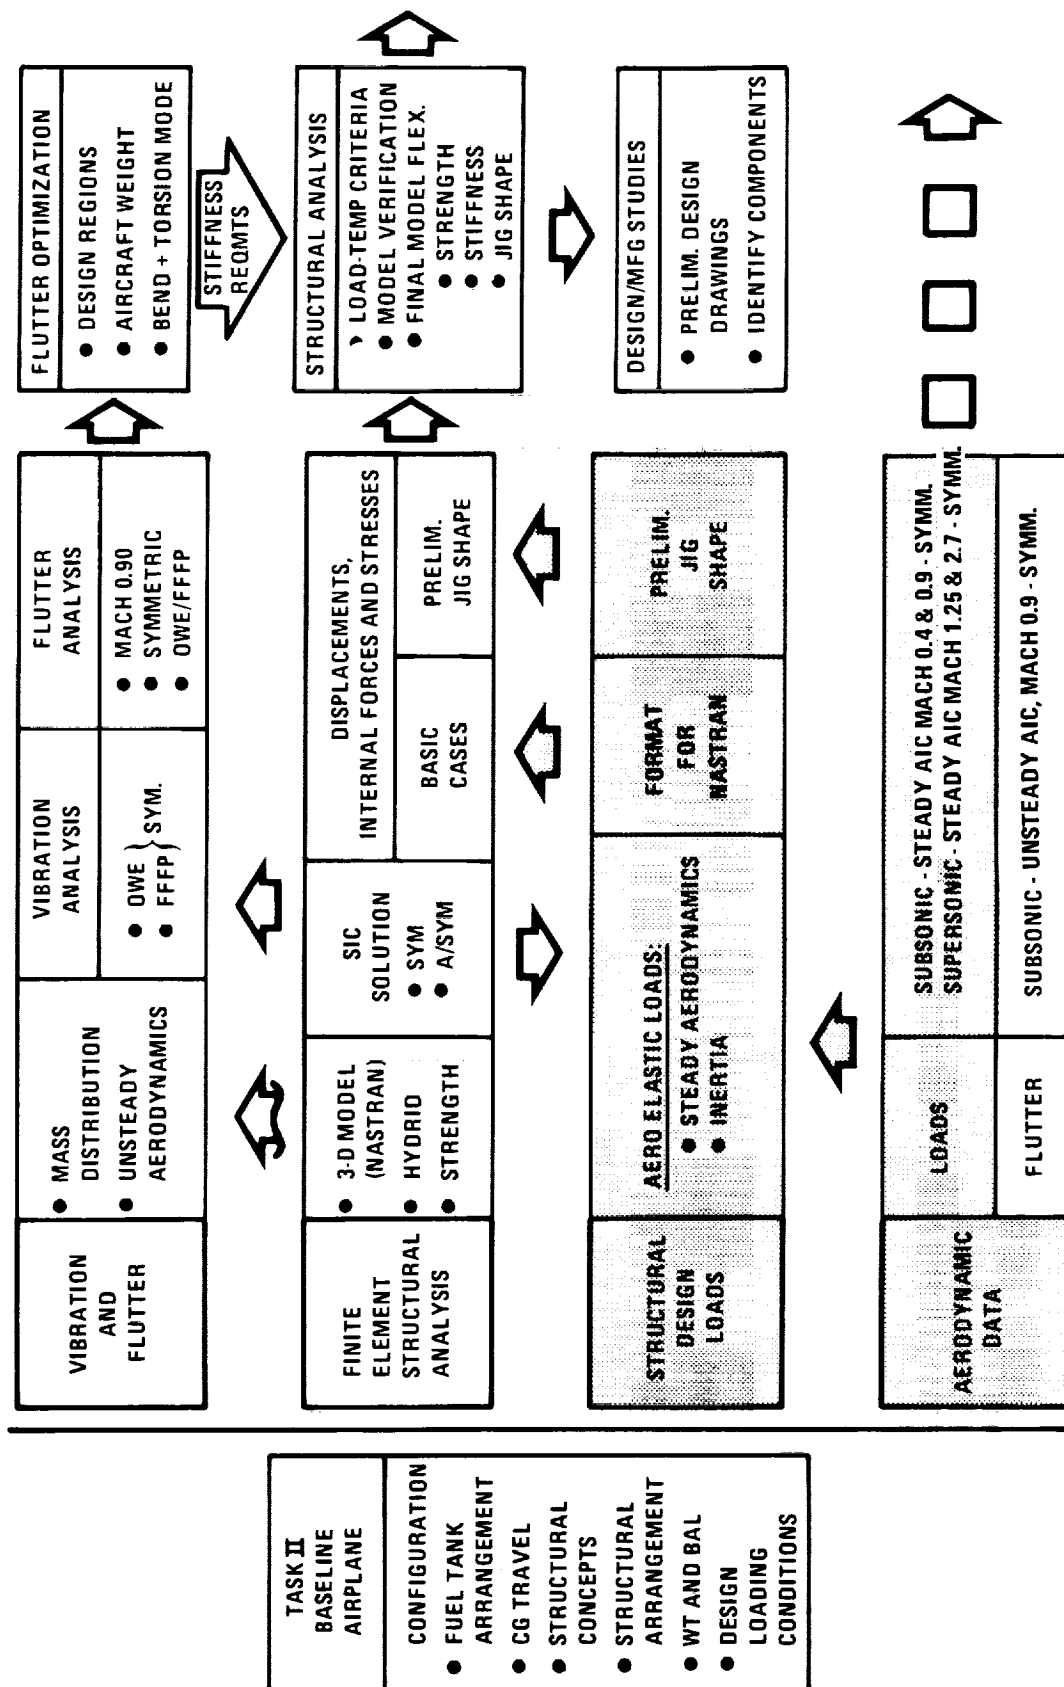 TASK II
BASELINE
AIRPLANE
CONFIGURATION
● FUEL TANK
ARRANGEMENT
● CG TRAVEL
● STRUCTURAL
CONCEPTS
● STRUCTURAL
ARRANGEMENT
● WT AND BAL
● DESIGN
LOADING
CONDITIONS
VIBRATION
AND
FLUTTER
● MASS
DISTRIBUTION
● UNSTEADY
AERODYNAMICS
VIBRATION
ANALYSIS
● OWE
● FFFP
} SYM.
FLUTTER
ANALYSIS
● MACH 0.90
● SYMMETRIC
● OWE/FFFP
FLUTTER OPTIMIZATION
● DESIGN REGIONS
● AIRCRAFT WEIGHT
● BEND + TORSION MODE
STIFFNESS
REQMTS
FINITE
ELEMENT
STRUCTURAL
ANALYSIS
● 3-D MODEL
(NASTRAN)
● HYDRID
● STRENGTH
SIC
SOLUTION
● SYM
● A/SYM
DISPLACEMENTS,
INTERNAL FORCES AND STRESSES
BASIC
CASES
PRELIM.
JIG SHAPE
STRUCTURAL ANALYSIS
LOAD-TEMP CRITERIA
● MODEL VERIFICATION
● FINAL MODEL FLEX.
● STRENGTH
● STIFFNESS
● JIG SHAPE
STRUCTURAL
DESIGN
LOADS
AERO ELASTIC LOADS:
● STEADY AERODYNAMICS
● INERTIA
FORMAT
FOR
NASTRAN
PRELIM.
JIG
SHAPE
DESIGN/MFG STUDIES
● PRELIM. DESIGN
DRAWINGS
● IDENTIFY COMPONENTS
AERODYNAMIC
DATA
LOADS
SUBSONIC - STEADY AIC MACH 0.4 & 0.9 - SYMM.
SUPERSONIC - STEADY AIC MACH 1.25 & 2.7 - SYMM.
FLUTTER
SUBSONIC - UNSTEADY AIC, MACH 0.9 - SYMM.